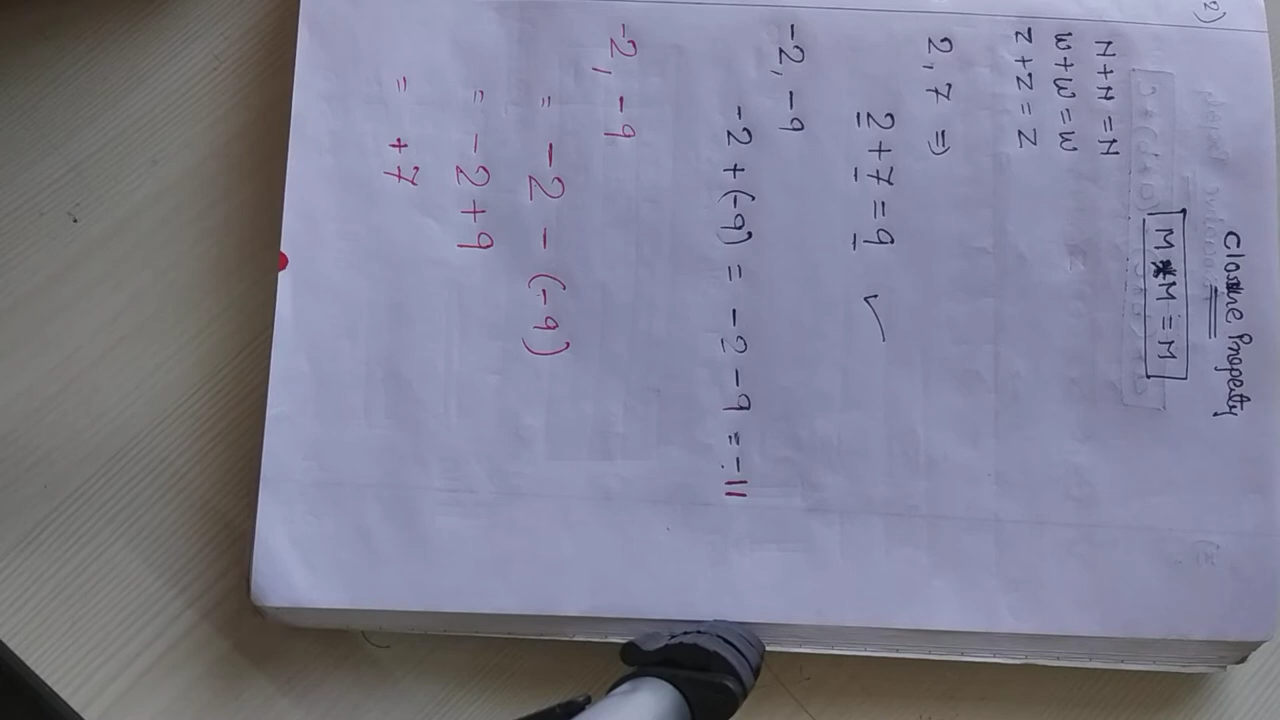 2)
Closure Property
M * M = M
N + N = N
W + W = W
Z + Z = Z
2, 7 ⇒
2 + 7 = 9 ✓
-2, -9
-2 + (-9) = -2 - 9 = -11
-2, -9
= -2 - (-9)
= -2 + 9
= +7